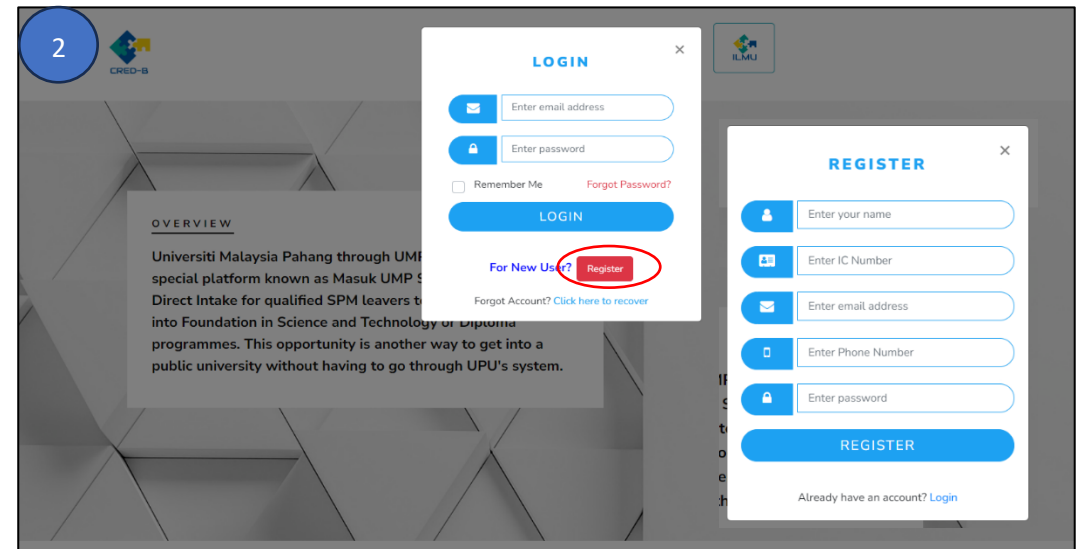 2
CRED-B
LOGIN
×
Enter email address
Enter password
Remember Me
Forgot Password?
LOGIN
For New User? Register
Forgot Account? Click here to recover
ILMU
OVERVIEW
Universiti Malaysia Pahang through UMP
special platform known as Masuk UMP S
Direct Intake for qualified SPM leavers t
into Foundation in Science and Technology or Diploma
programmes. This opportunity is another way to get into a
public university without having to go through UPU's system.
REGISTER
×
Enter your name
Enter IC Number
Enter email address
Enter Phone Number
Enter password
REGISTER
Already have an account? Login